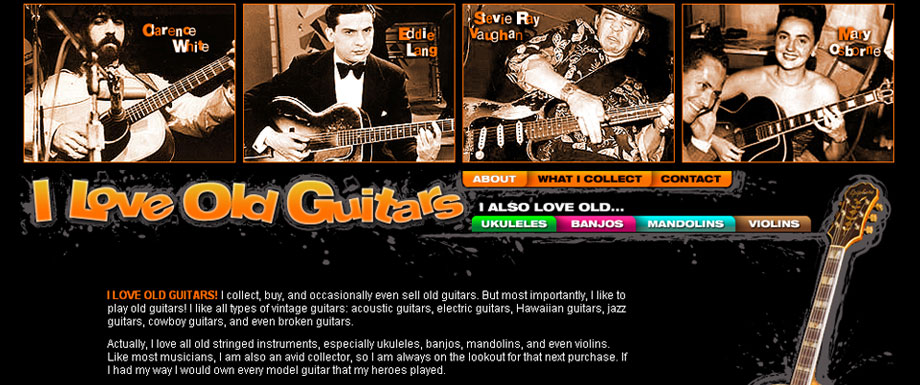 Clarence
White
Eddie
Lang
Stevie Ray
Vaughan
Mary
Osborne
I Love Old Guitars
ABOUT WHAT I COLLECT CONTACT
I ALSO LOVE OLD...
UKULELES BANJOS MANDOLINS VIOLINS
I LOVE OLD GUITARS! I collect, buy, and occasionally even sell old guitars. But most importantly, I like to
play old guitars! I like all types of vintage guitars: acoustic guitars, electric guitars, Hawaiian guitars, jazz
guitars, cowboy guitars, and even broken guitars.
Actually, I love all old stringed instruments, especially ukuleles, banjos, mandolins, and even violins.
Like most musicians, I am also an avid collector, so I am always on the lookout for that next purchase. If
I had my way I would own every model guitar that my heroes played.